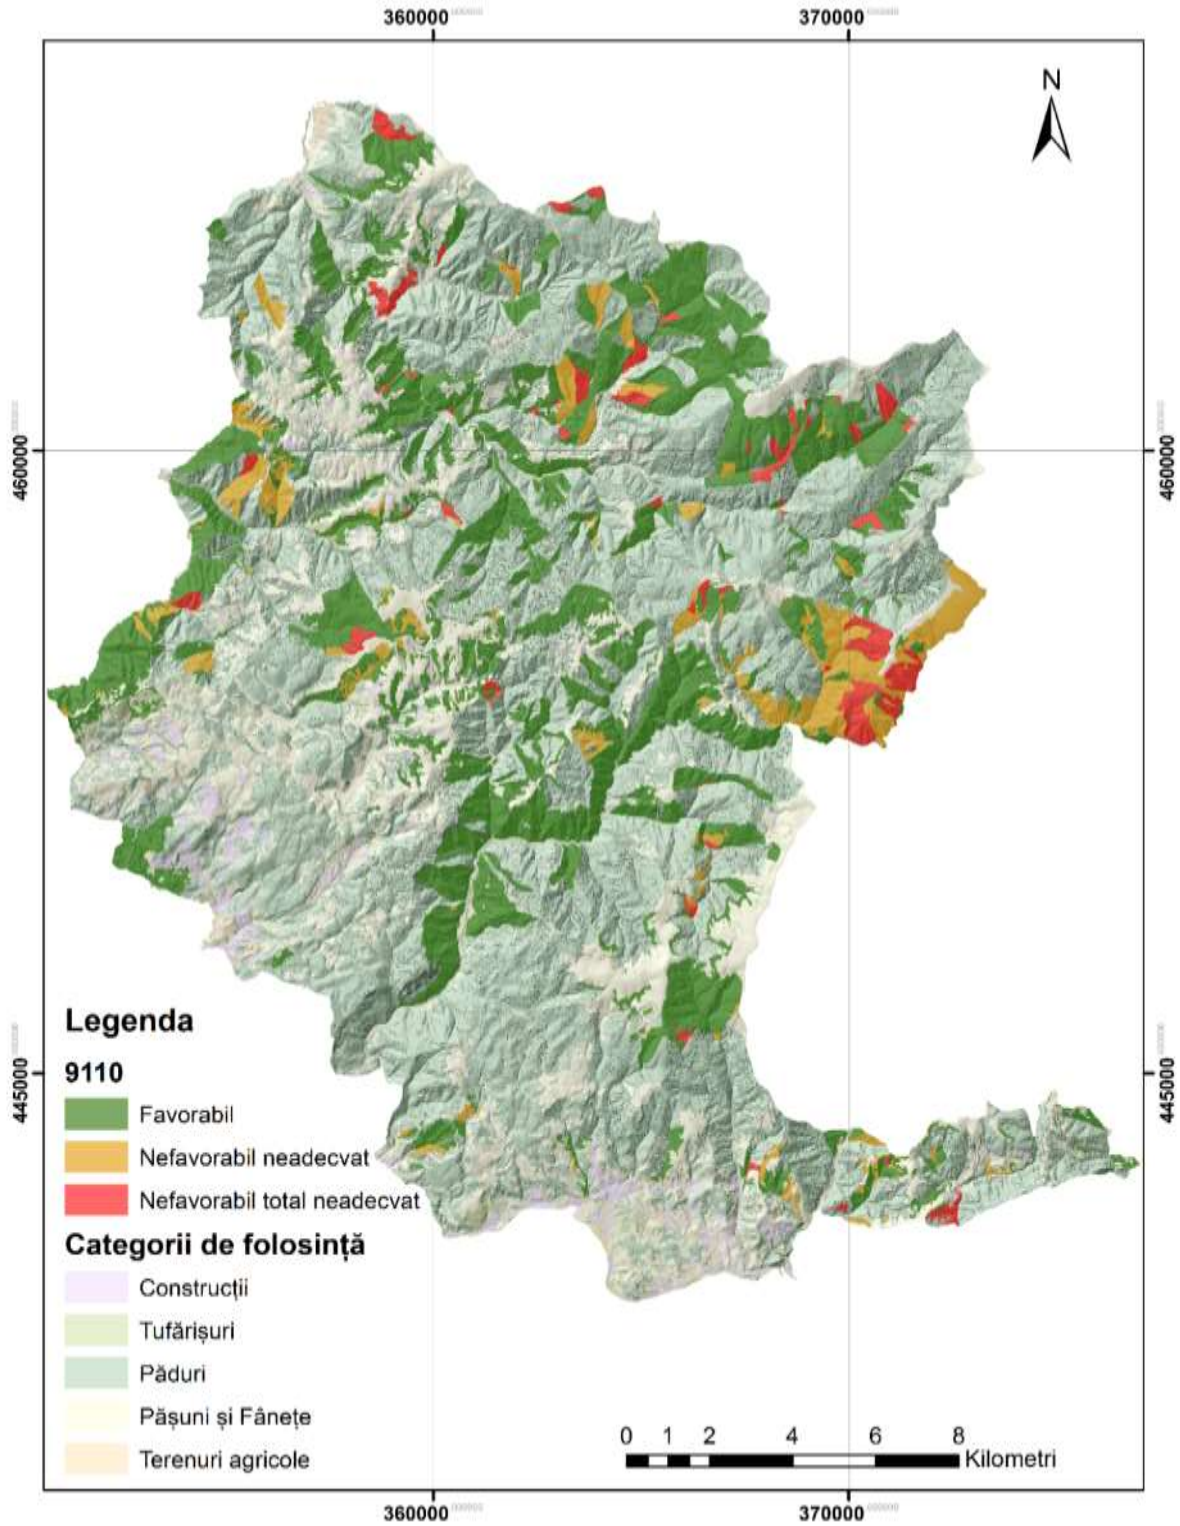 360000 370000
N
460000 460000
445000 445000
Legenda
9110
Favorabil
Nefavorabil neadecvat
Nefavorabil total neadecvat
Categorii de folosință
Construcții
Tufărișuri
Păduri
Pășuni și Fânețe
Terenuri agricole
0 1 2 4 6 8
Kilometri
360000 370000